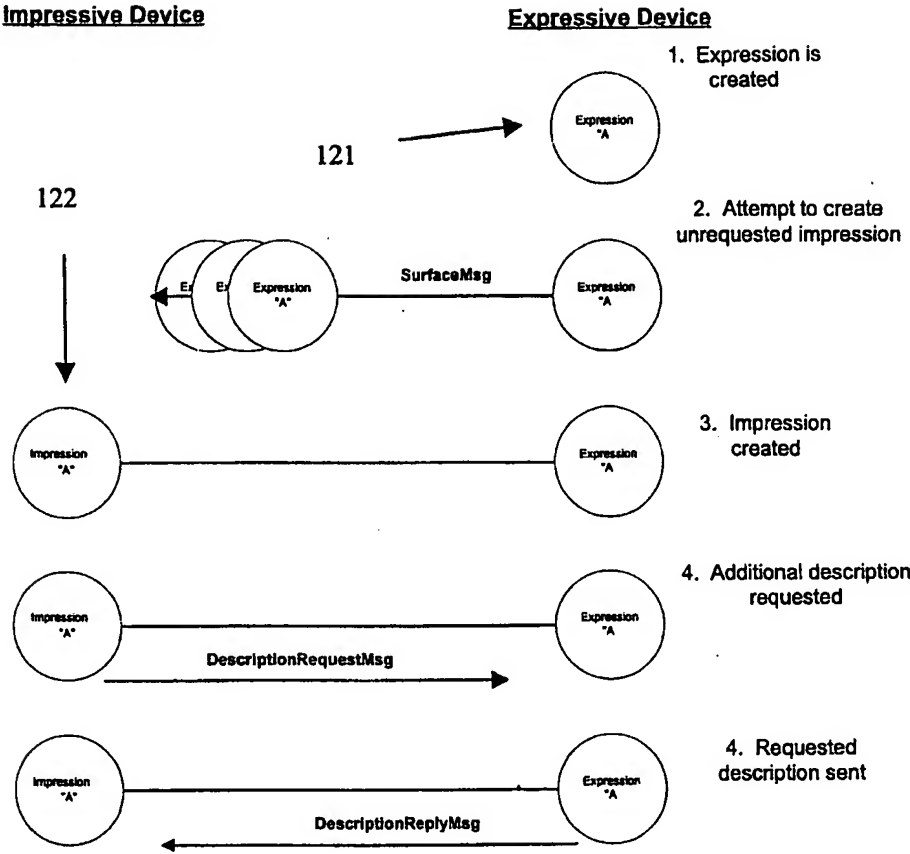 Impressive Device
Expressive Device
1. Expression is
created
Expression
"A
121
122
2. Attempt to create
unrequested impression
Ex
Ex
Expression
"A"
SurfaceMsg
Expression
"A
3. Impression
created
Impression
"A"
Expression
"A
4. Additional description
requested
Impression
"A"
Expression
"A
DescriptionRequestMsg
4. Requested
description sent
Impression
"A"
Expression
"A
DescriptionReplyMsg